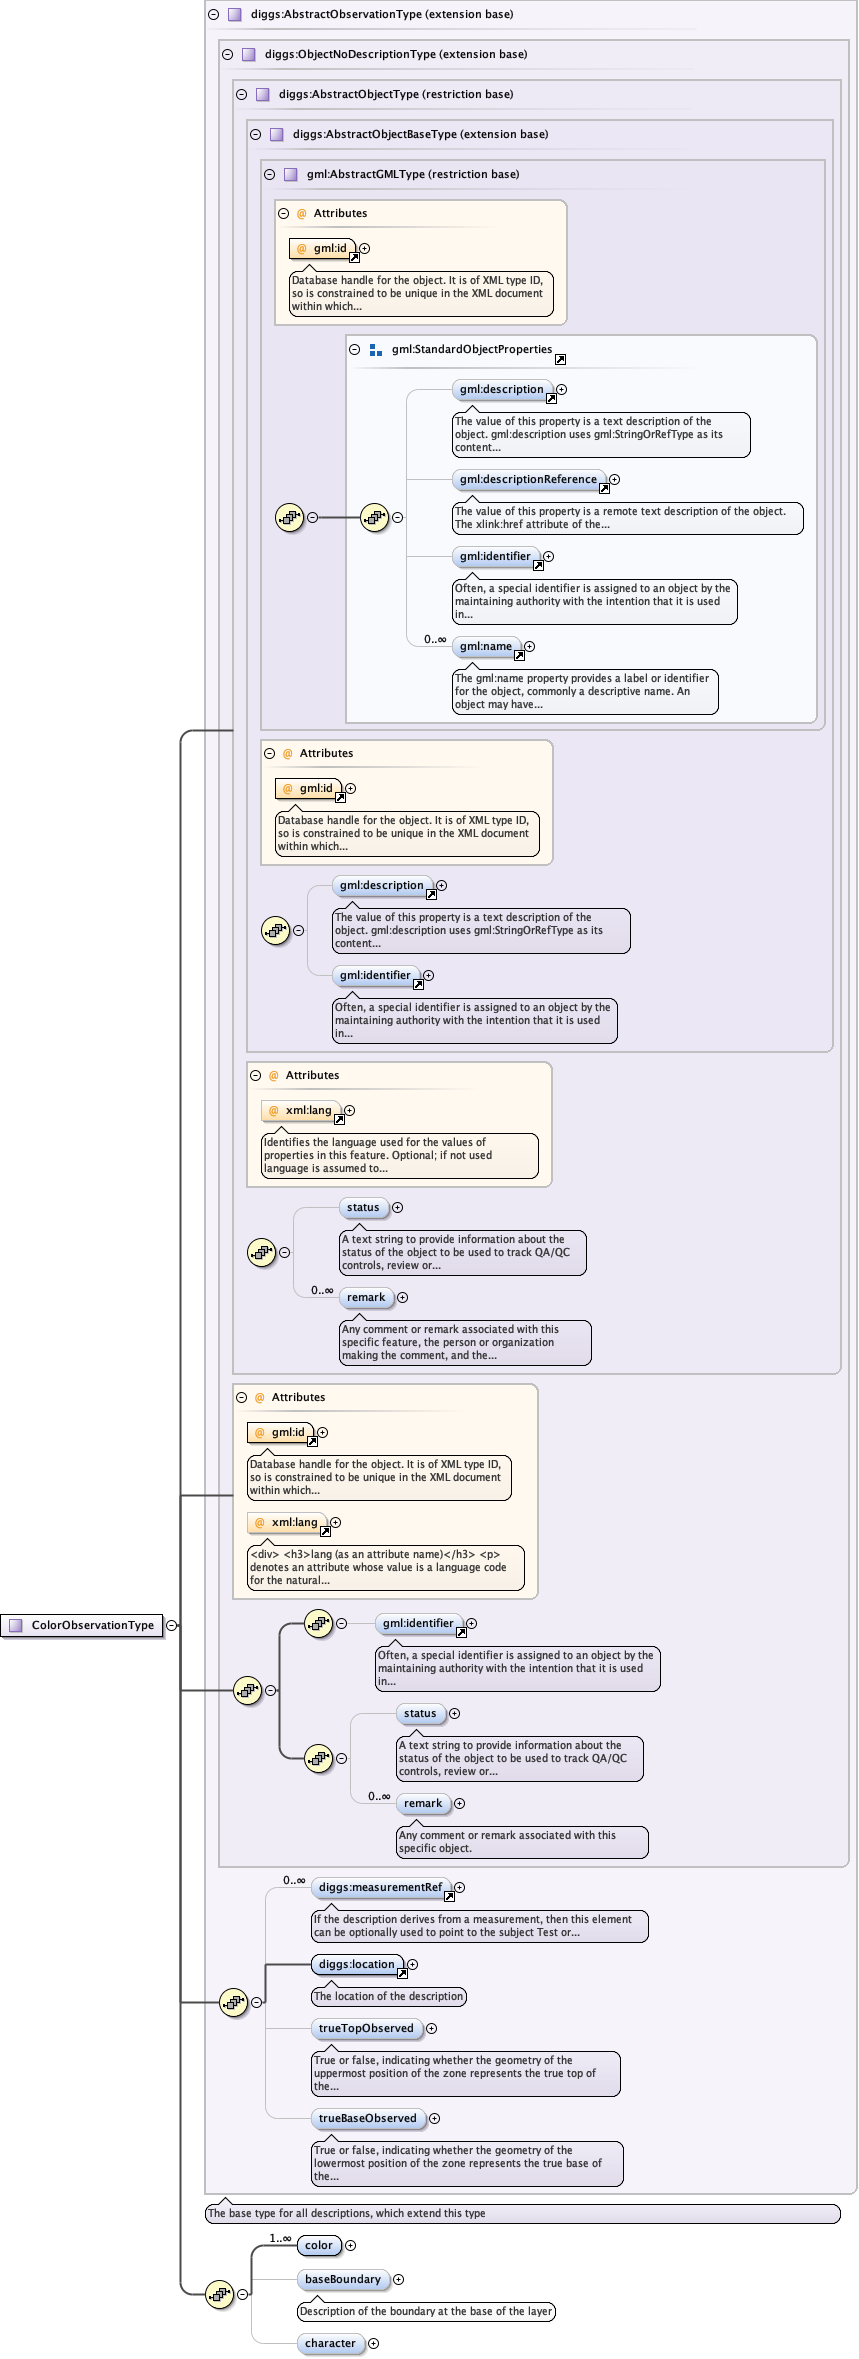 diggs:AbstractObservationType (extension base)
diggs:ObjectNoDescriptionType (extension base)
diggs:AbstractObjectType (restriction base)
diggs:AbstractObjectBaseType (extension base)
gml:AbstractGMLType (restriction base)
@ Attributes
@ gml:id
Database handle for the object. It is of XML type ID,
so is constrained to be unique in the XML document
within which...
gml:StandardObjectProperties
gml:description
The value of this property is a text description of the
object. gml:description uses gml:StringOrRefType as its
content...
gml:descriptionReference
The value of this property is a remote text description of the object.
The xlink:href attribute of the...
gml:identifier
Often, a special identifier is assigned to an object by the
maintaining authority with the intention that it is used
in...
0..∞
gml:name
The gml:name property provides a label or identifier
for the object, commonly a descriptive name. An
object may have...
@ Attributes
@ gml:id
Database handle for the object. It is of XML type ID,
so is constrained to be unique in the XML document
within which...
gml:description
The value of this property is a text description of the
object. gml:description uses gml:StringOrRefType as its
content...
gml:identifier
Often, a special identifier is assigned to an object by the
maintaining authority with the intention that it is used
in...
@ Attributes
@ xml:lang
Identifies the language used for the values of
properties in this feature. Optional; if not used
language is assumed to...
status
A text string to provide information about the
status of the object to be used to track QA/QC
controls, review or...
0..∞
remark
Any comment or remark associated with this
specific feature, the person or organization
making the comment, and the...
@ Attributes
@ gml:id
Database handle for the object. It is of XML type ID,
so is constrained to be unique in the XML document
within which...
@ xml:lang
<div> <h3>lang (as an attribute name)</h3> <p>
denotes an attribute whose value is a language code
for the natural...
ColorObservationType
gml:identifier
Often, a special identifier is assigned to an object by the
maintaining authority with the intention that it is used
in...
status
A text string to provide information about the
status of the object to be used to track QA/QC
controls, review or...
0..∞
remark
Any comment or remark associated with this
specific object.
0..∞
diggs:measurementRef
If the description derives from a measurement, then this element
can be optionally used to point to the subject Test or...
diggs:location
The location of the description
trueTopObserved
True or false, indicating whether the geometry of the
uppermost position of the zone represents the true top of
the...
trueBaseObserved
True or false, indicating whether the geometry of the
lowermost position of the zone represents the true base of
the...
The base type for all descriptions, which extend this type
1..∞
color
baseBoundary
Description of the boundary at the base of the layer
character